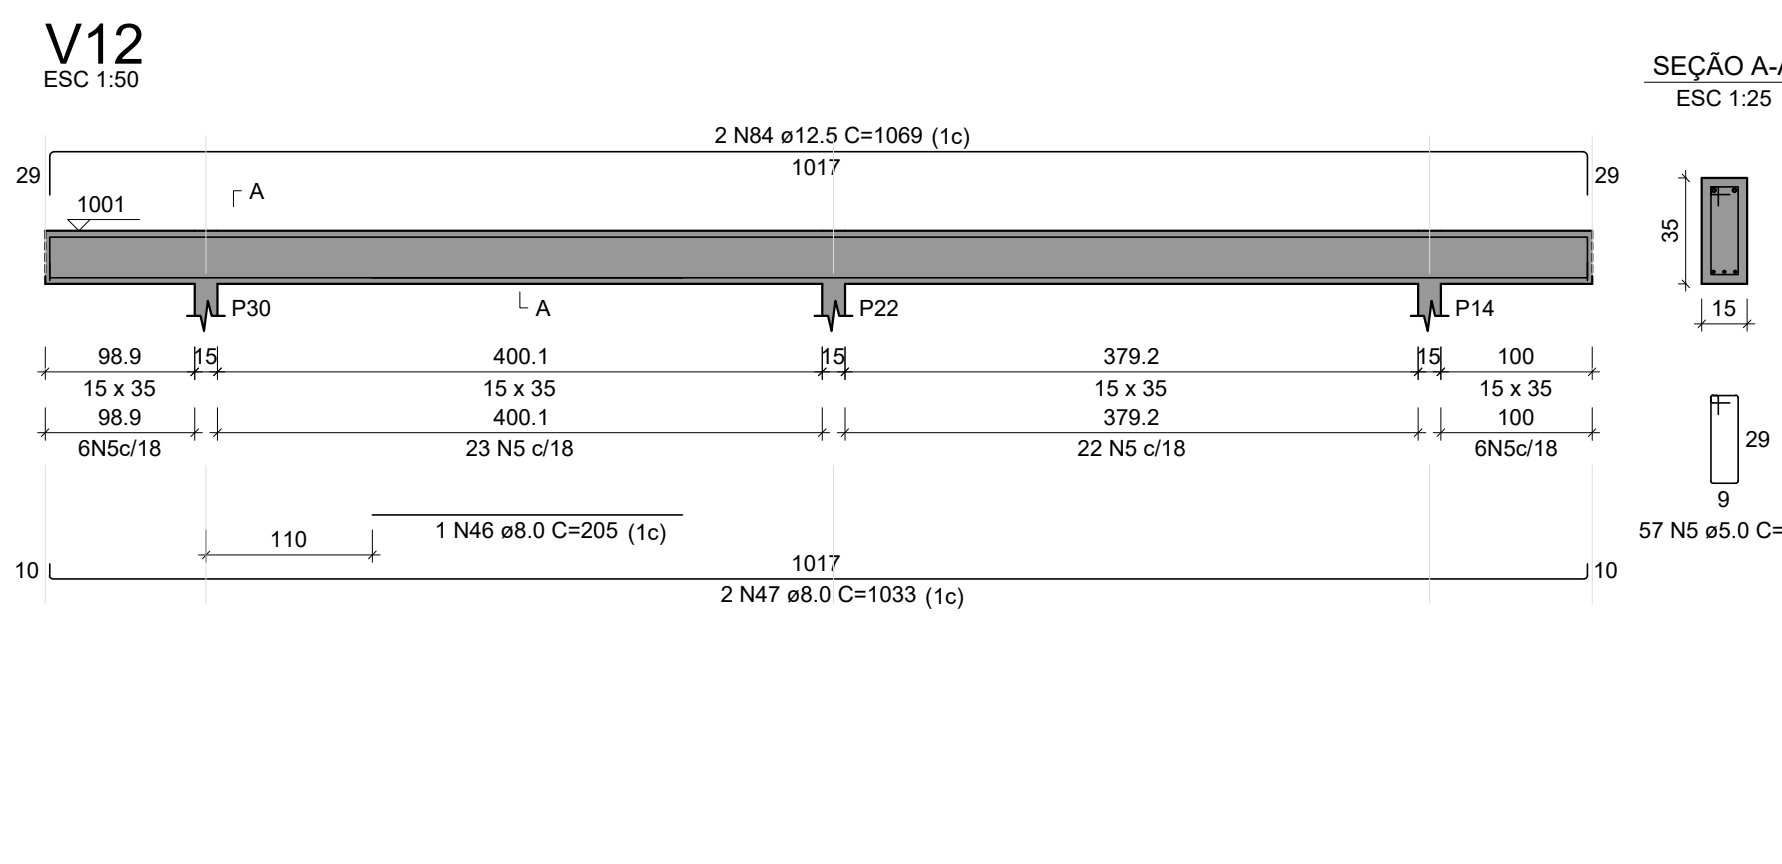 V12
ESC 1:50
SEÇÃO A-A
ESC 1:25
2 N84 ø12.5 C=1069 (1c)
1017
29
29
A
1001
35
15
P30
A
P22
P14
98.9 15 400.1 15 379.2 15 100
15 x 35 15 x 35 15 x 35 15 x 35
98.9 400.1 379.2 100
6N5c/18 23 N5 c/18 22 N5 c/18 6N5c/18
29
9
57 N5 ø5.0 C=
1 N46 ø8.0 C=205 (1c)
110
1017
10
10
2 N47 ø8.0 C=1033 (1c)